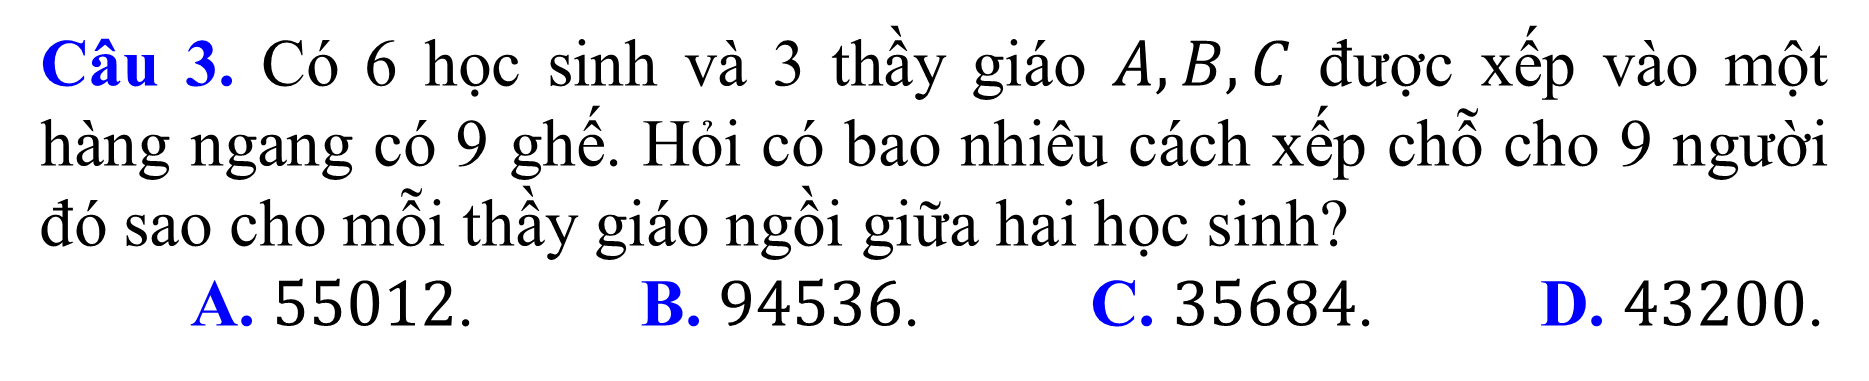 Câu 3. Có 6 học sinh và 3 thầy giáo A, B, C được xếp vào một
hàng ngang có 9 ghế. Hỏi có bao nhiêu cách xếp chỗ cho 9 người
đó sao cho mỗi thầy giáo ngồi giữa hai học sinh?
A. 55012. B. 94536. C. 35684. D. 43200.